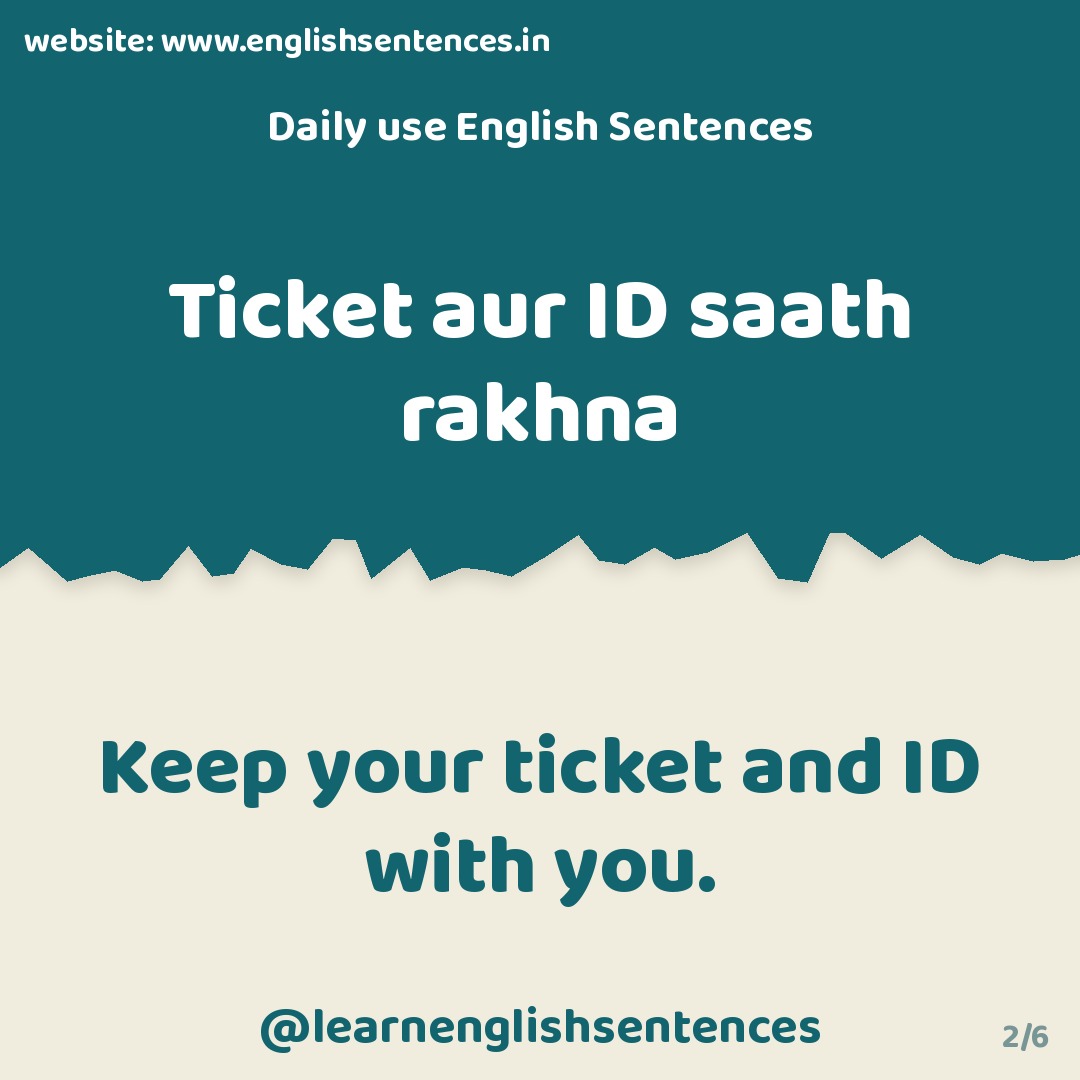 website: www.englishsentences.in
Daily use English Sentences
Ticket aur ID saath
rakhna
Keep your ticket and ID
with you.
@learnenglishsentences
2/6